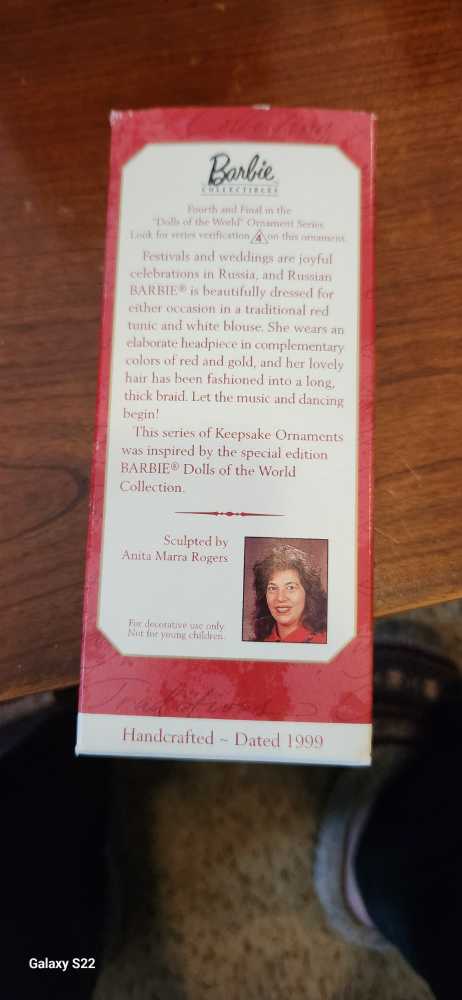 Barbie
COLLECTIBLES
Fourth and Final in the
"Dolls of the World" Ornament Series.
Look for series verification 4 on this ornament.
Festivals and weddings are joyful
celebrations in Russia, and Russian
BARBIE® is beautifully dressed for
either occasion in a traditional red
tunic and white blouse. She wears an
elaborate headpiece in complementary
colors of red and gold, and her lovely
hair has been fashioned into a long,
thick braid. Let the music and dancing
begin!
This series of Keepsake Ornaments
was inspired by the special edition
BARBIE® Dolls of the World
Collection.
Sculpted by
Anita Marra Rogers
For decorative use only.
Not for young children.
Traditions
Handcrafted ~ Dated 1999
Galaxy S22